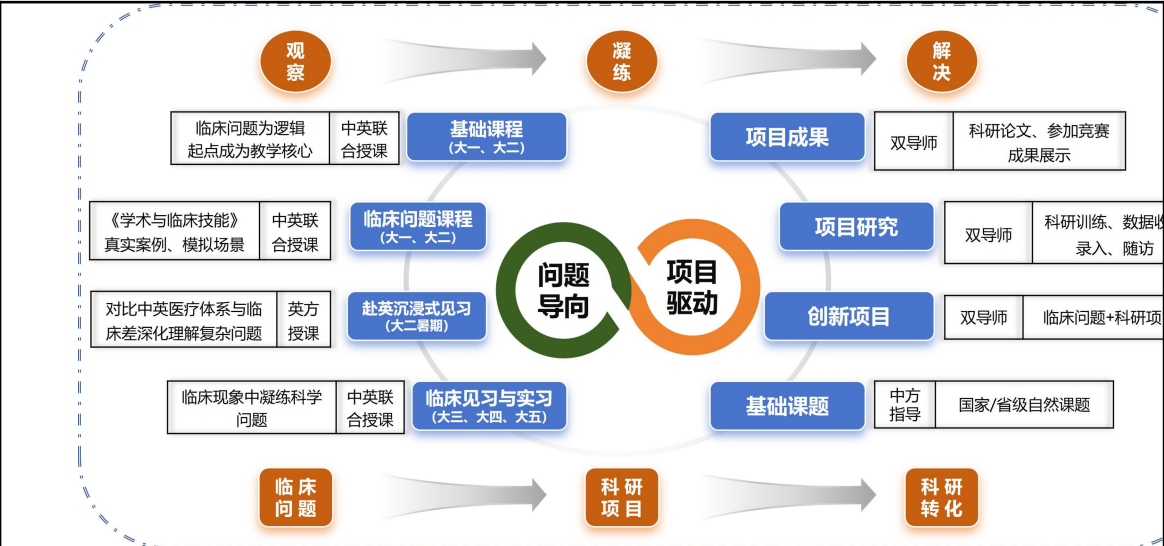 观
察
凝
练
解
决
临床问题为逻辑
起点成为教学核心
中英联
合授课
基础课程
(大一、大二)
项目成果
双导师
科研论文、参加竞赛
成果展示
《学术与临床技能》
真实案例、模拟场景
中英联
合授课
临床问题课程
(大一、大二)
问题
导向
项目
驱动
项目研究
双导师
科研训练、数据收
录入、随访
对比中英医疗体系与临
床差深化理解复杂问题
英方
授课
赴英沉浸式见习
(大二暑期)
创新项目
双导师
临床问题+科研项
临床现象中凝练科学
问题
中英联
合授课
临床见习与实习
(大三、大四、大五)
基础课题
中方
指导
国家/省级自然课题
临床
问题
科研
项目
科研
转化